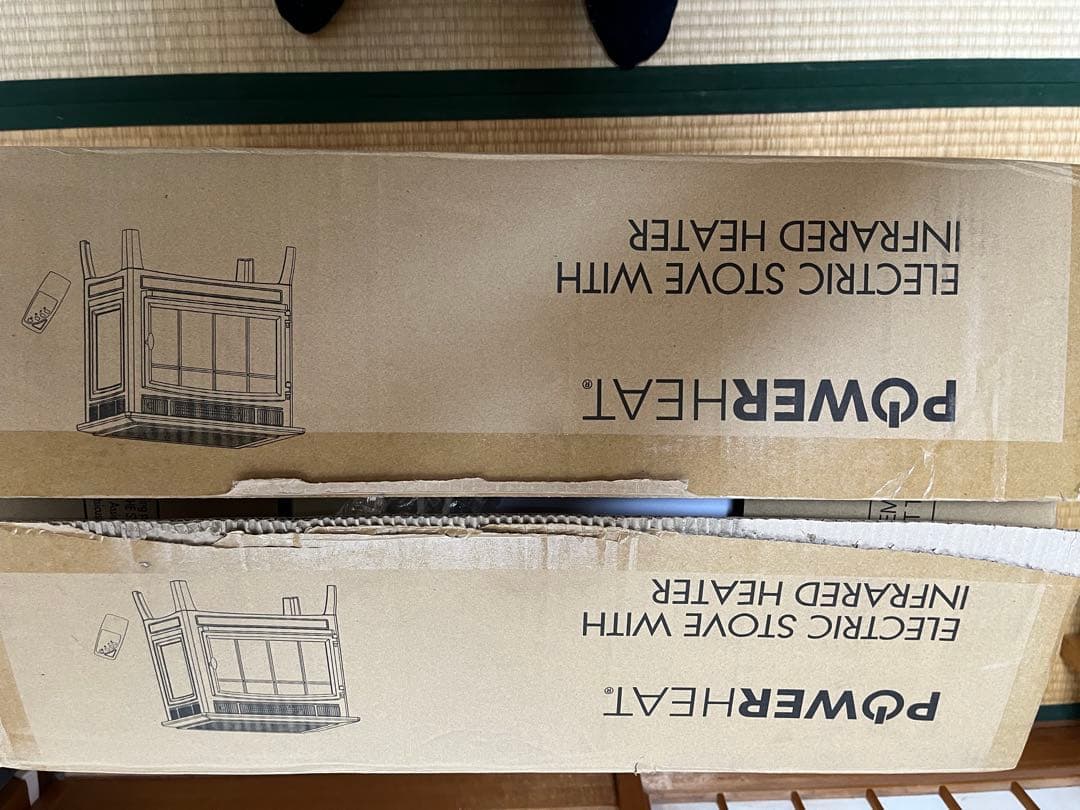 POWERHEAT®
ELECTRIC STOVE WITH
INFRARED HEATER
POWERHEAT®
ELECTRIC STOVE WITH
INFRARED HEATER